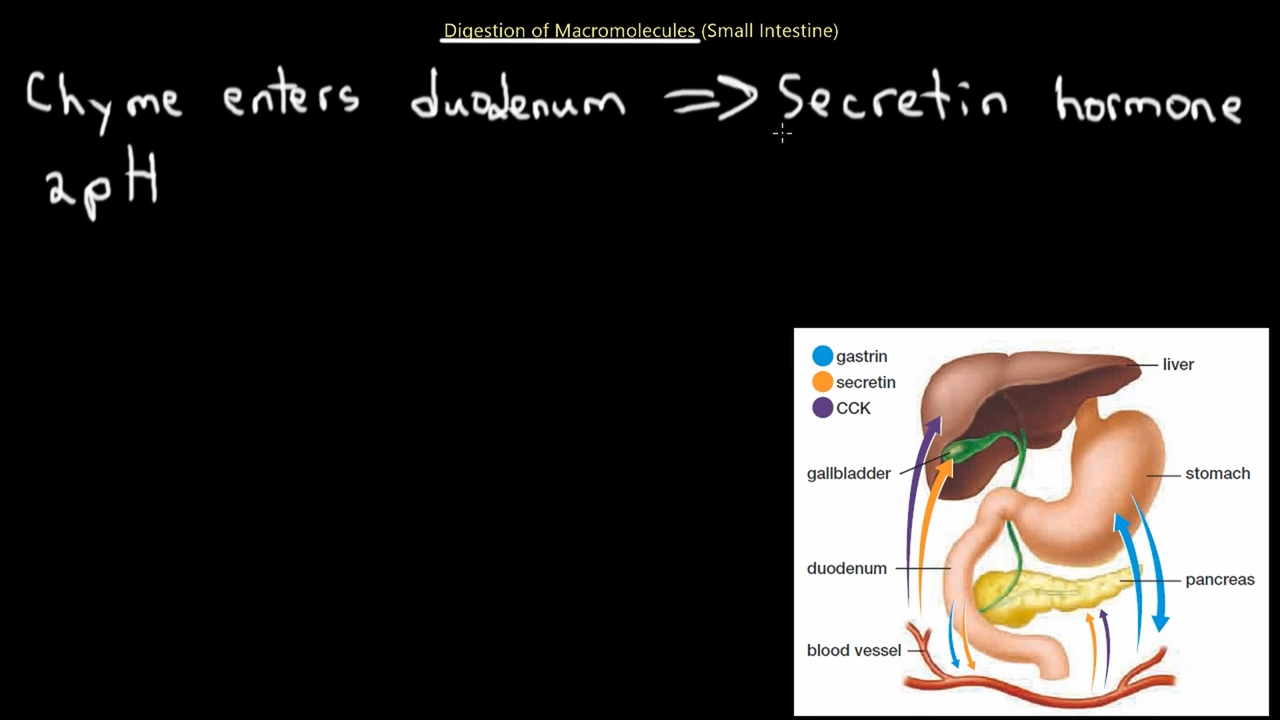 Digestion of Macromolecules (Small Intestine)
Chyme enters duodenum => Secretin hormone
2pH
gastrin
secretin
CCK
liver
gallbladder
stomach
duodenum
pancreas
blood vessel